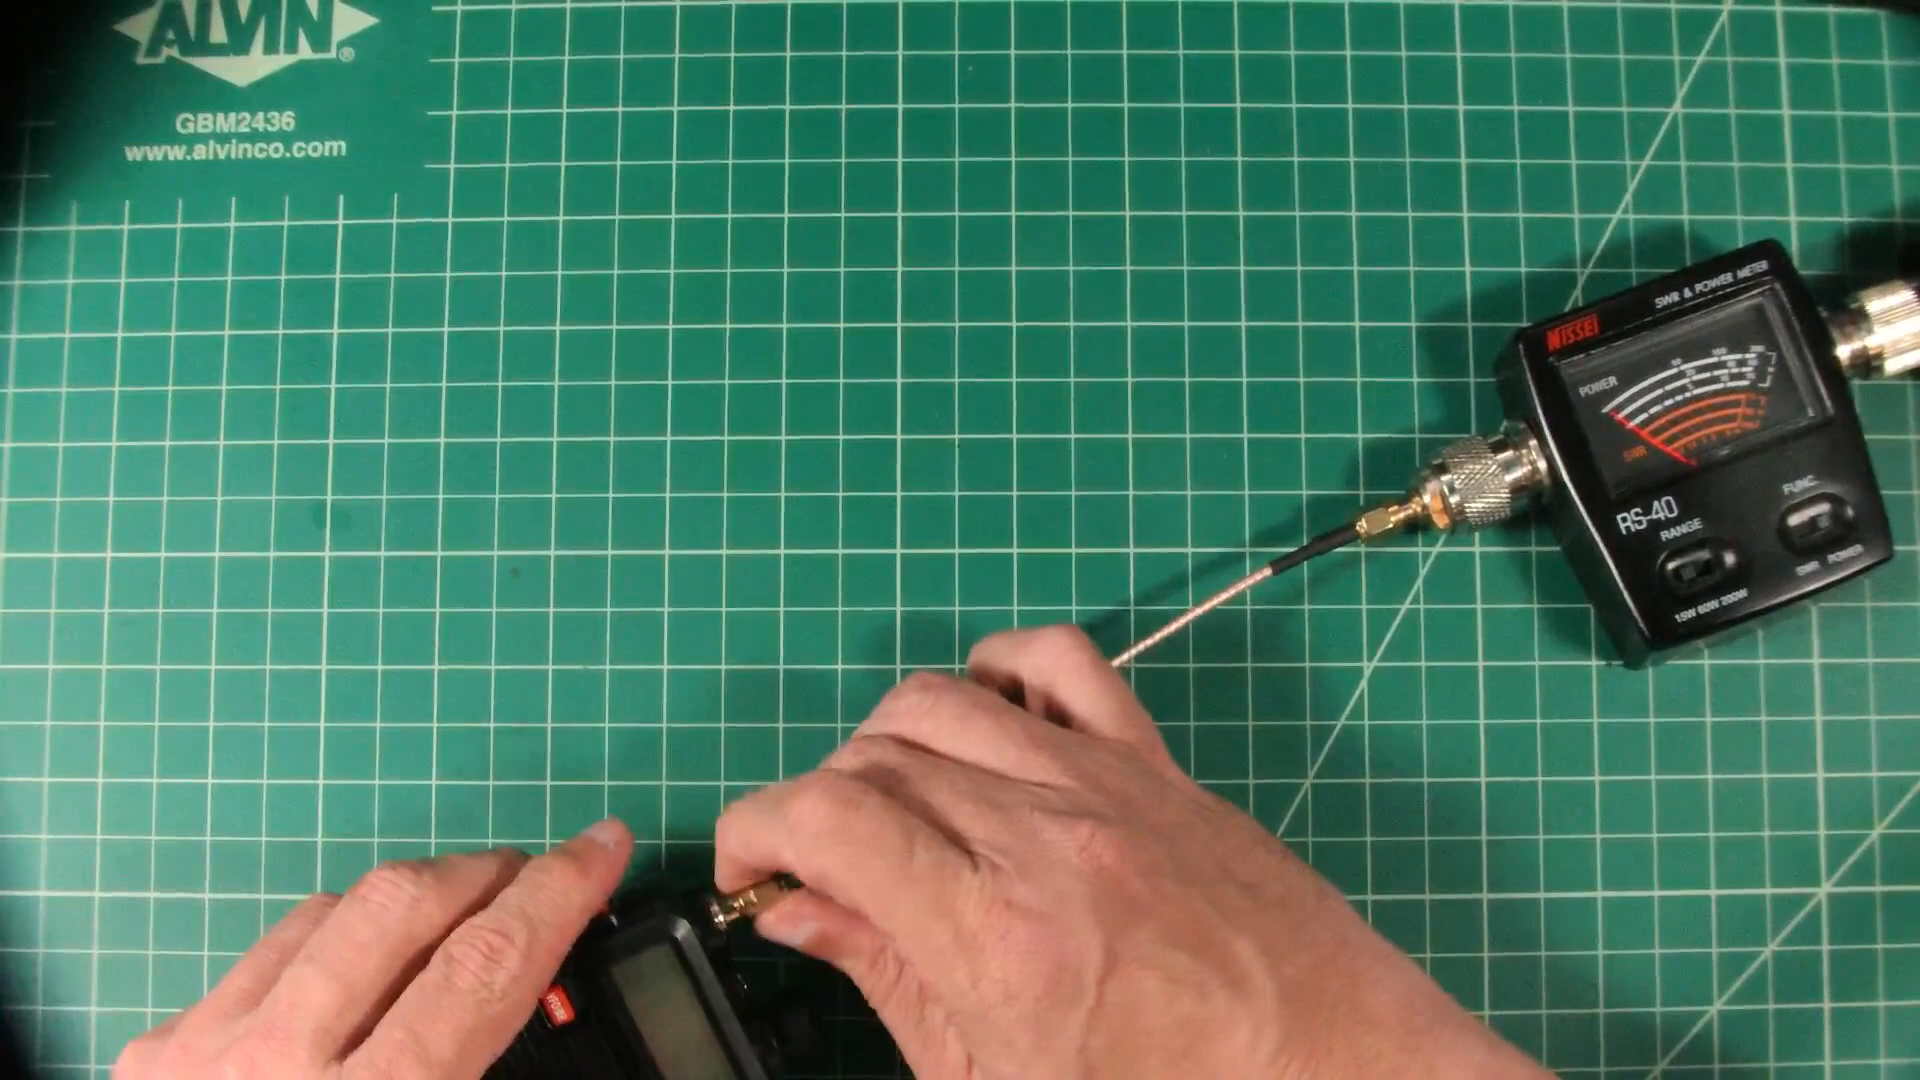 ALVIN®
GBM2436
www.alvinco.com
SWR & POWER METER
NISSEI
POWER
SWR
RS-40
RANGE
FUNC.
15W 60W 200W
SWR POWER